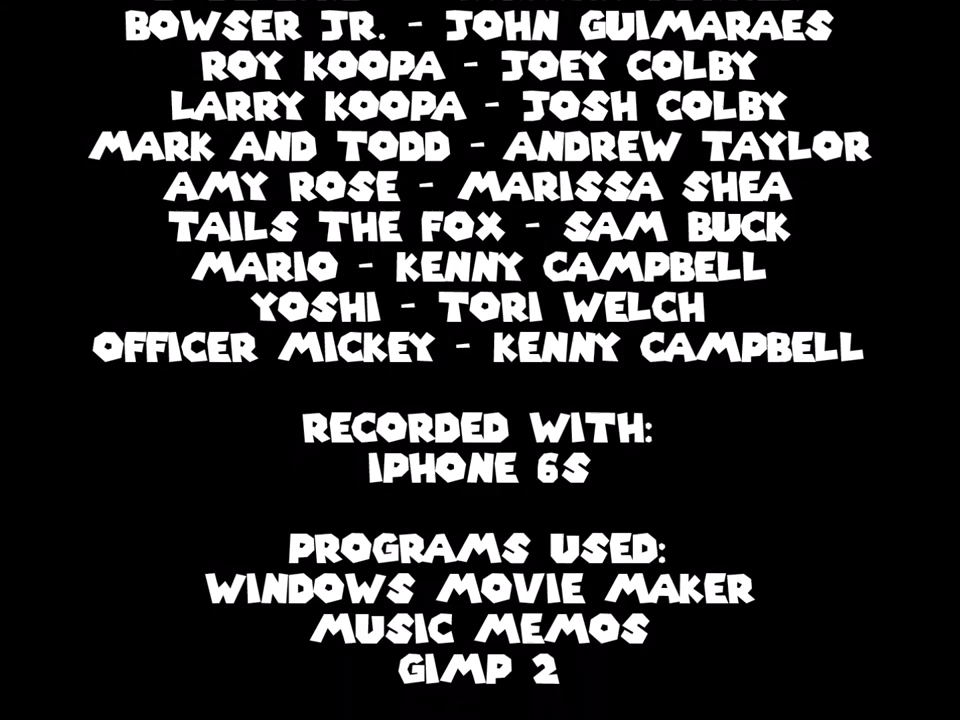 BOWSER JR. - JOHN GUIMARAES
ROY KOOPA - JOEY COLBY
LARRY KOOPA - JOSH COLBY
MARK AND TODD - ANDREW TAYLOR
AMY ROSE - MARISSA SHEA
TAILS THE FOX - SAM BUCK
MARIO - KENNY CAMPBELL
YOSHI - TORI WELCH
OFFICER MICKEY - KENNY CAMPBELL
RECORDED WITH:
IPHONE 6S
PROGRAMS USED:
WINDOWS MOVIE MAKER
MUSIC MEMOS
GIMP 2